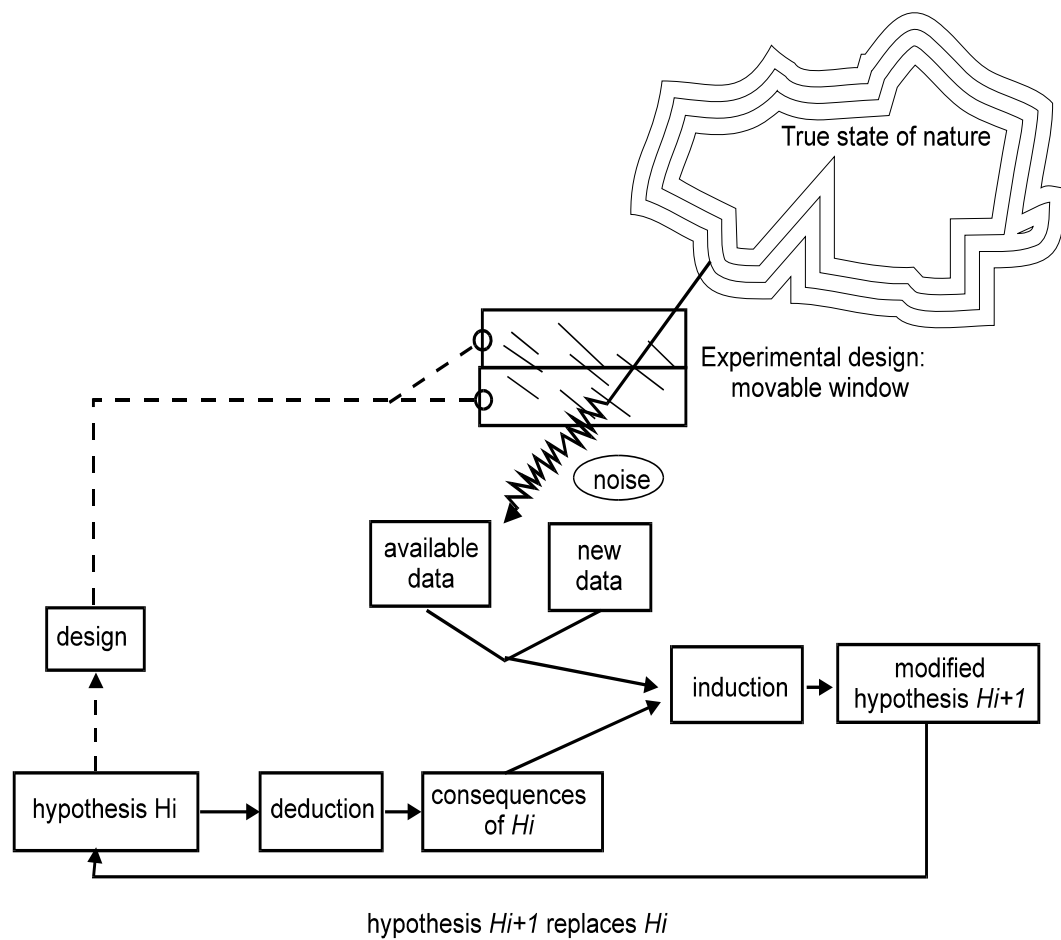 True state of nature
Experimental design:
movable window
noise
available
data
new
data
design
induction
modified
hypothesis Hi+1
hypothesis Hi
deduction
consequences
of Hi
hypothesis Hi+1 replaces Hi